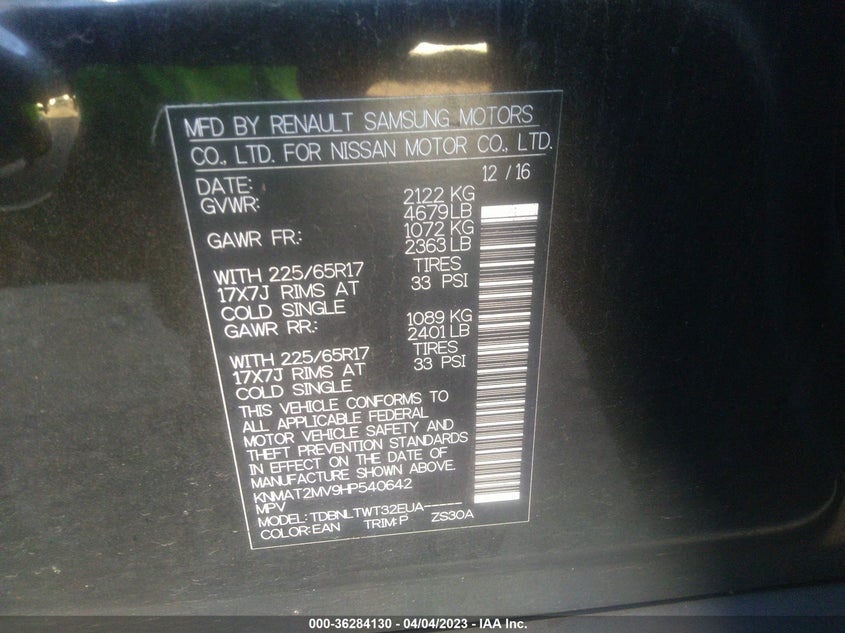 MFD BY RENAULT SAMSUNG MOTORS
CO., LTD. FOR NISSAN MOTOR CO., LTD.
DATE: 12 / 16
GVWR: 2122 KG
4679 LB
GAWR FR.: 1072 KG
2363 LB
WITH 225/65R17 TIRES
17X7J RIMS AT 33 PSI
COLD SINGLE
GAWR RR.: 1089 KG
2401 LB
WITH 225/65R17 TIRES
17X7J RIMS AT 33 PSI
COLD SINGLE
THIS VEHICLE CONFORMS TO
ALL APPLICABLE FEDERAL
MOTOR VEHICLE SAFETY AND
THEFT PREVENTION STANDARDS
IN EFFECT ON THE DATE OF
MANUFACTURE SHOWN ABOVE.
KNMAT2MV9HP540642
MPV
MODEL: TDBNLTWT32EUA-----
COLOR: EAN TRIM: P ZS30A
000-36284130 - 04/04/2023 - IAA Inc.